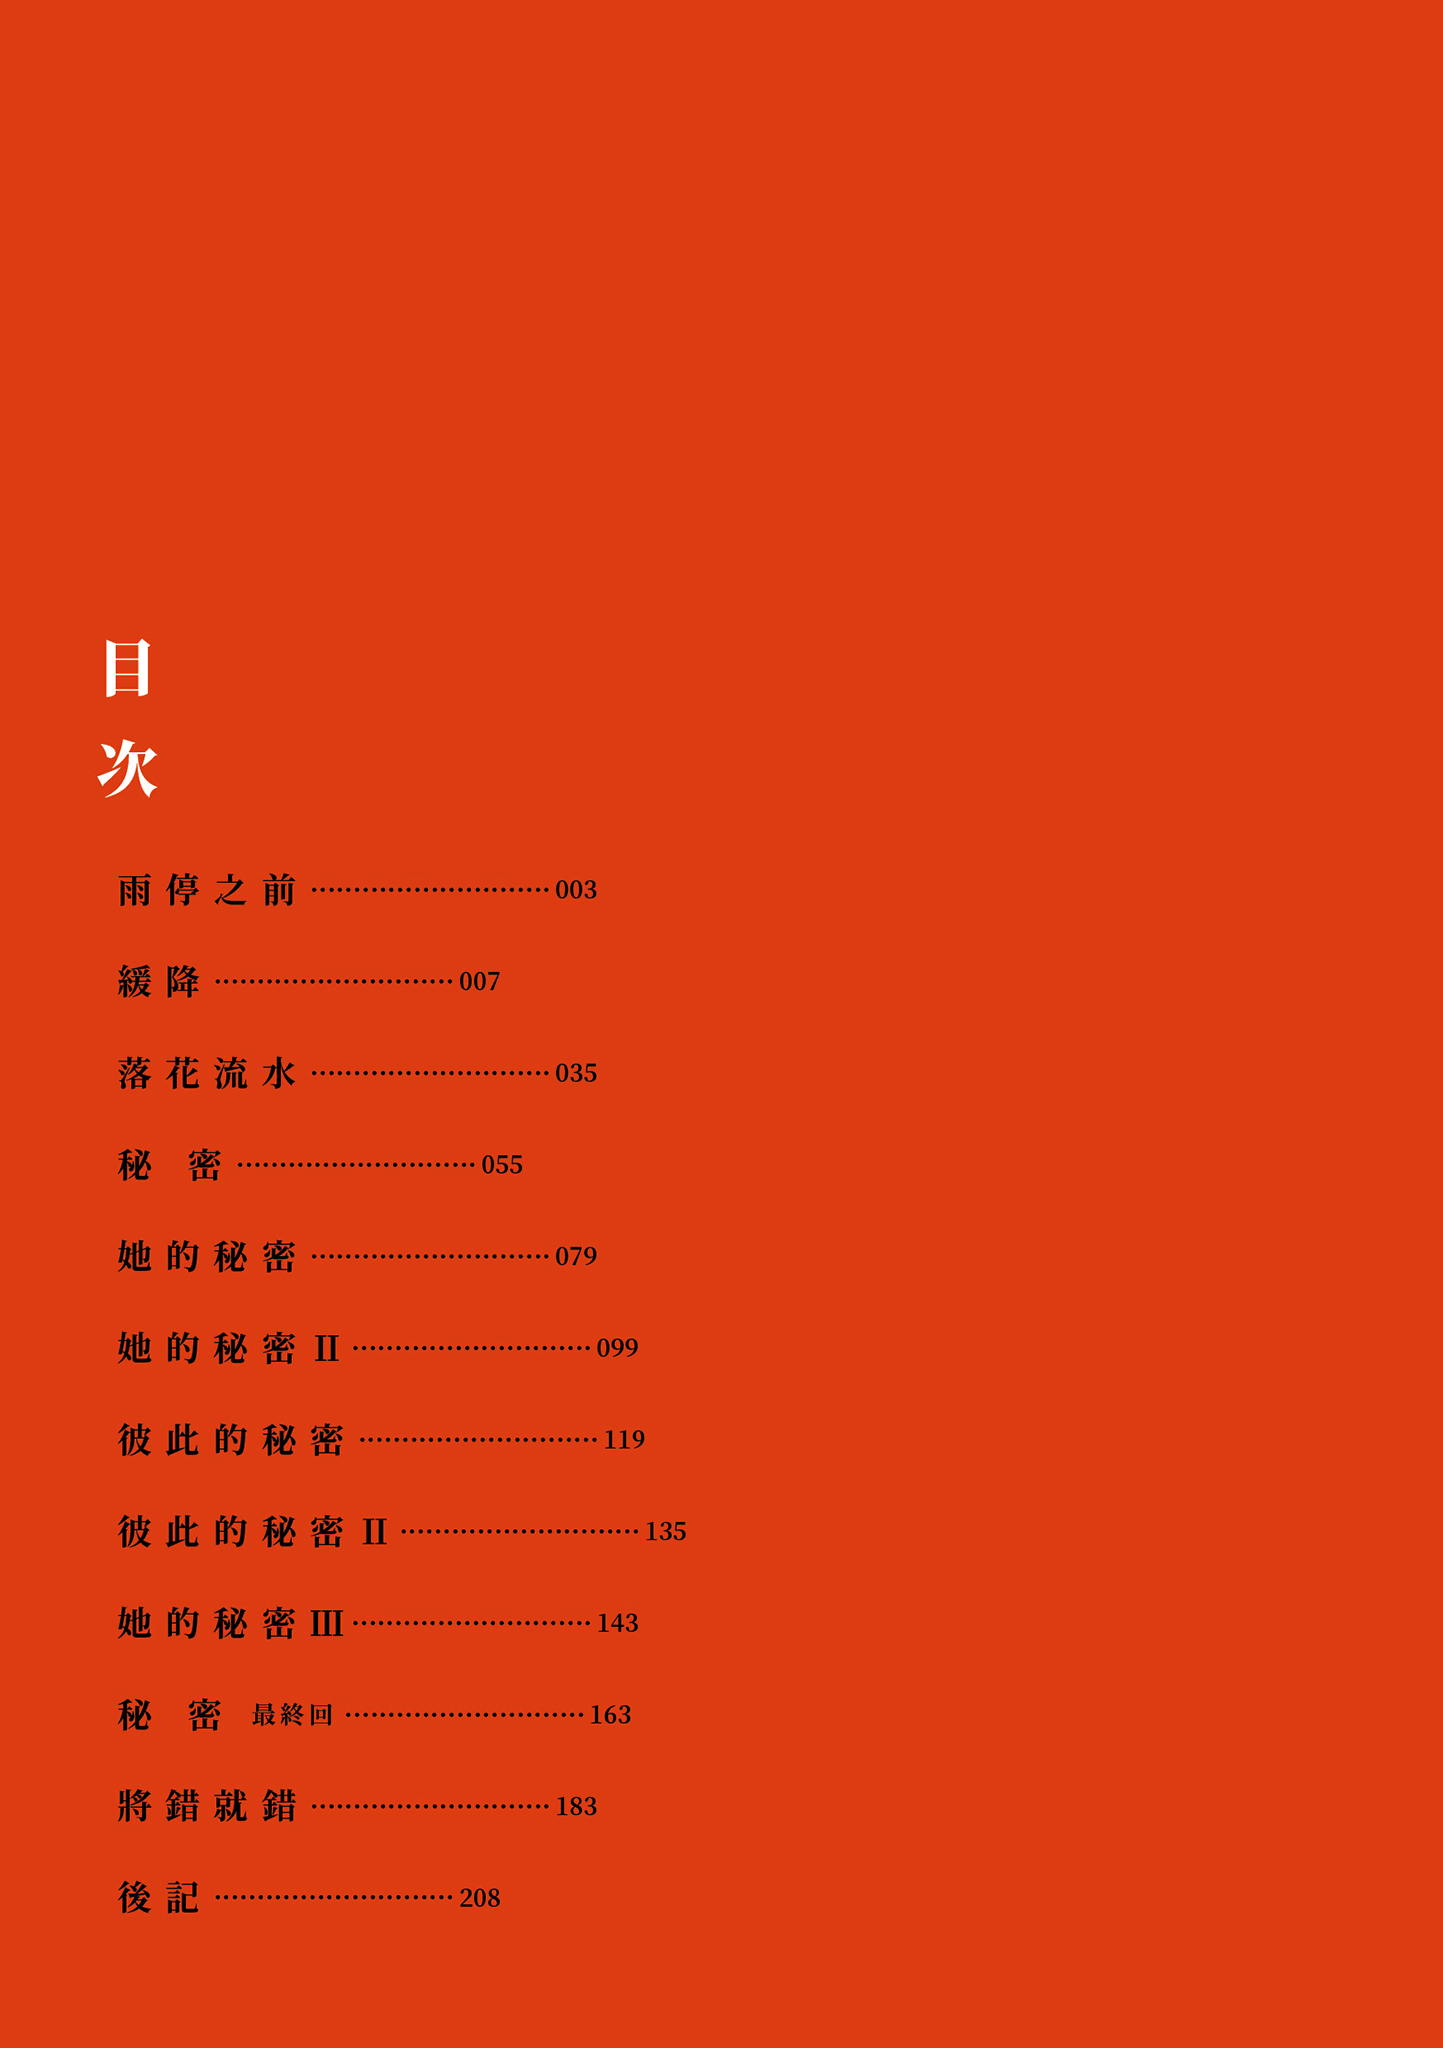 目次
雨停之前…………………………003
緩降…………………………007
落花流水…………………………035
秘 密…………………………055
她的秘密…………………………079
她的秘密 II…………………………099
彼此的秘密…………………………119
彼此的秘密 II…………………………135
她的秘密 III…………………………143
秘 密 最終回…………………………163
將錯就錯…………………………183
後記…………………………208